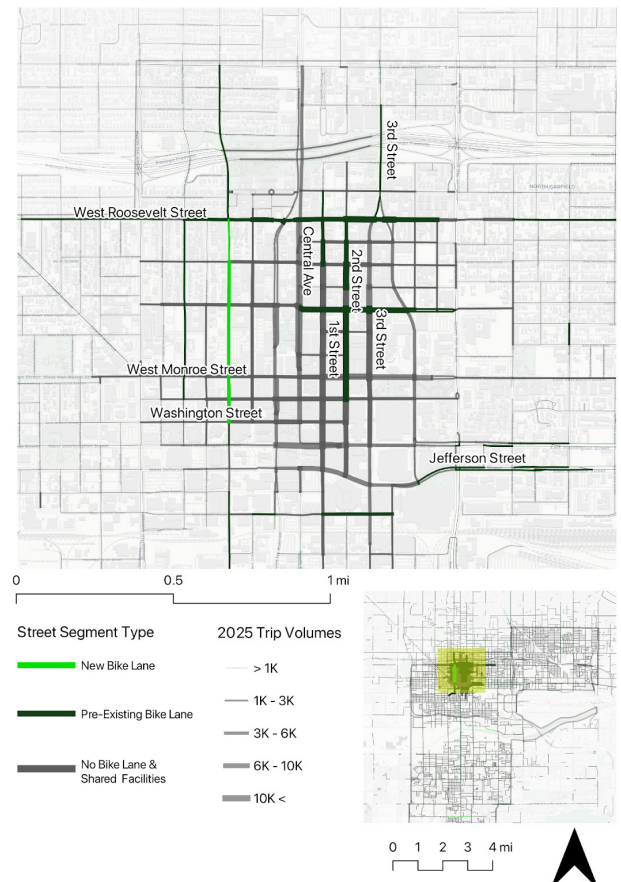 3rd Street
NORTH GARFIELD
West Roosevelt Street
Central Ave
2nd Street
1st Street
3rd Street
West Monroe Street
Washington Street
Jefferson Street
0 0.5 1 mi
Street Segment Type
New Bike Lane
Pre-Existing Bike Lane
No Bike Lane &
Shared Facilities
2025 Trip Volumes
> 1K
1K - 3K
3K - 6K
6K - 10K
10K <
0 1 2 3 4 mi